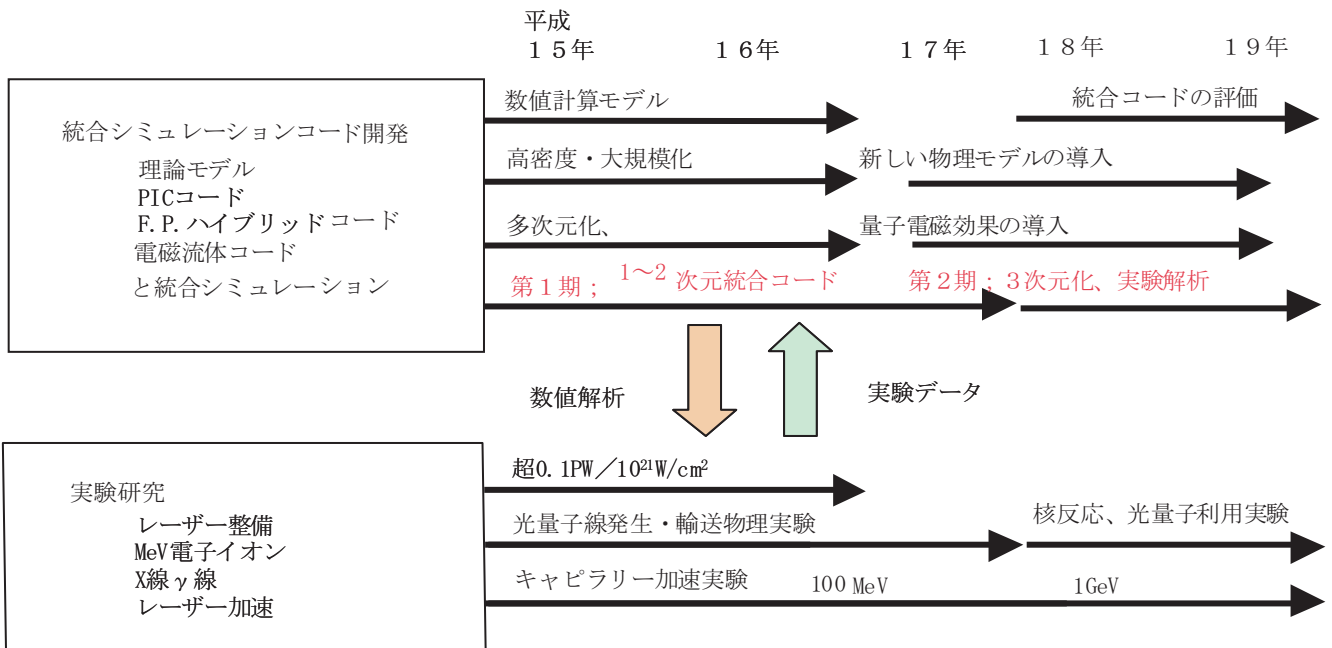 平成
１５年 １６年 １７年 １８年 １９年
数値計算モデル 統合コードの評価
統合シミュレーションコード開発
高密度・大規模化 新しい物理モデルの導入
理論モデル
PICコード
F.P.ハイブリッドコード
多次元化、 量子電磁効果の導入
電磁流体コード
と統合シミュレーション
第１期； 1～2 次元統合コード 第２期；３次元化、実験解析
数値解析 実験データ
超0.1PW／10²¹W/cm²
実験研究
光量子線発生・輸送物理実験 核反応、光量子利用実験
レーザー整備
MeV電子イオン
X線γ線
キャピラリー加速実験 100 MeV 1GeV
レーザー加速